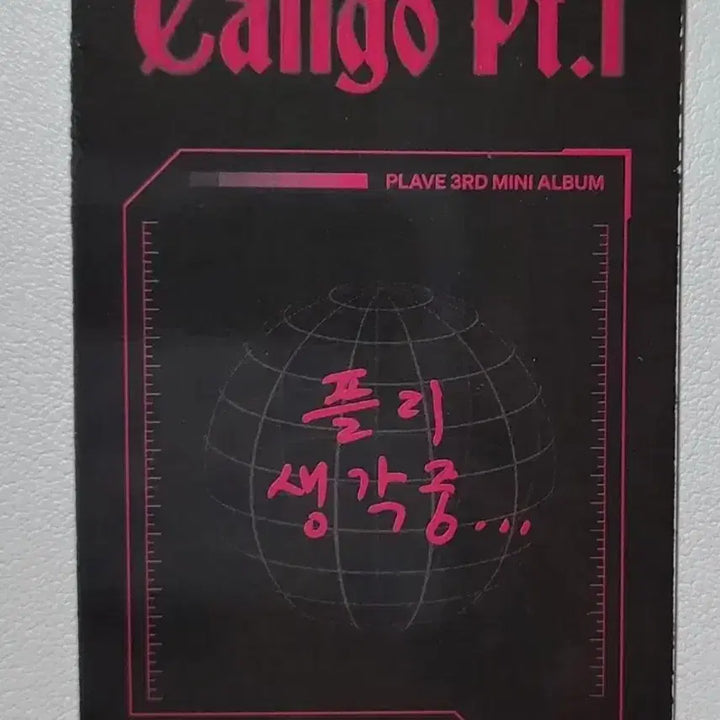 Caligo Pt.1
PLAVE 3RD MINI ALBUM
플리
생각중...